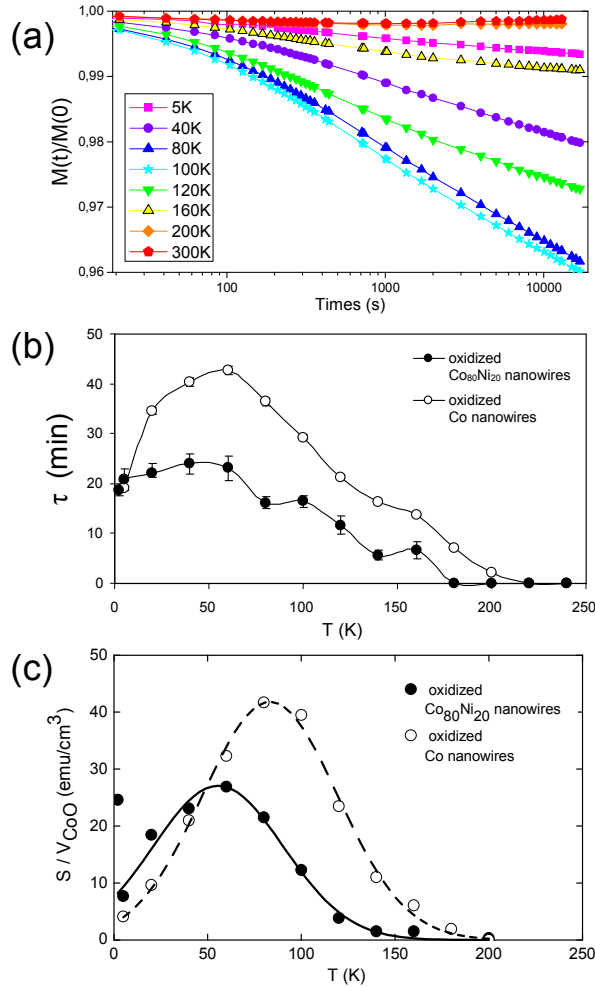 (a)
1,00
0,99
0,98
0,97
0,96
M(t)/M(0)
5K
40K
80K
100K
120K
160K
200K
300K
100
1000
10000
Times (s)
(b)
50
40
30
20
10
0
τ (min)
oxidized
Co80Ni20 nanowires
oxidized
Co nanowires
0
50
100
150
200
250
T (K)
(c)
50
40
30
20
10
0
S / VCoO (emu/cm³)
oxidized
Co80Ni20 nanowires
oxidized
Co nanowires
0
50
100
150
200
250
T (K)